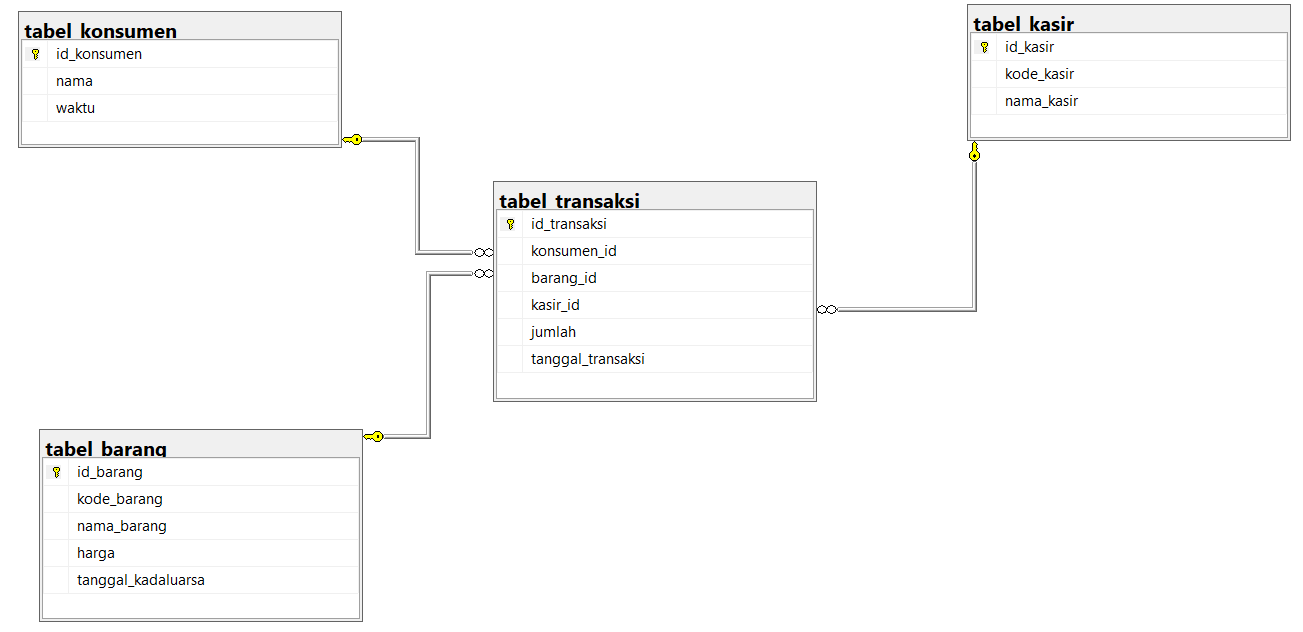 tabel_konsumen
id_konsumen
nama
waktu
tabel_kasir
id_kasir
kode_kasir
nama_kasir
tabel_transaksi
id_transaksi
konsumen_id
barang_id
kasir_id
jumlah
tanggal_transaksi
tabel_barang
id_barang
kode_barang
nama_barang
harga
tanggal_kadaluarsa